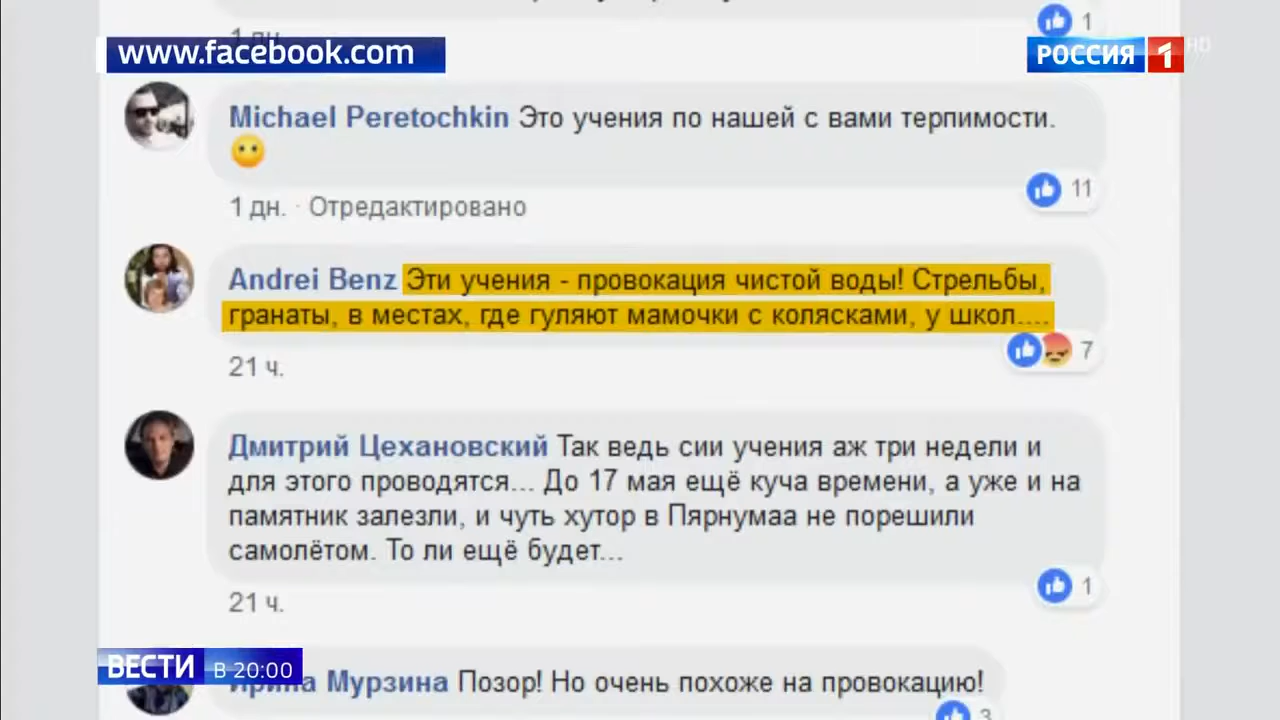 1 дн.
1
www.facebook.com
РОССИЯ 1 HD
Michael Peretochkin Это учения по нашей с вами терпимости.
11
1 дн. · Отредактировано
Andrei Benz Эти учения - провокация чистой воды! Стрельбы,
гранаты, в местах, где гуляют мамочки с колясками, у школ....
7
21 ч.
Дмитрий Цехановский Так ведь сии учения аж три недели и
для этого проводятся... До 17 мая ещё куча времени, а уже и на
памятник залезли, и чуть хутор в Пярнумаа не порешили
самолётом. То ли ещё будет...
1
21 ч.
ВЕСТИ В 20:00
Ирина Мурзина Позор! Но очень похоже на провокацию!
3